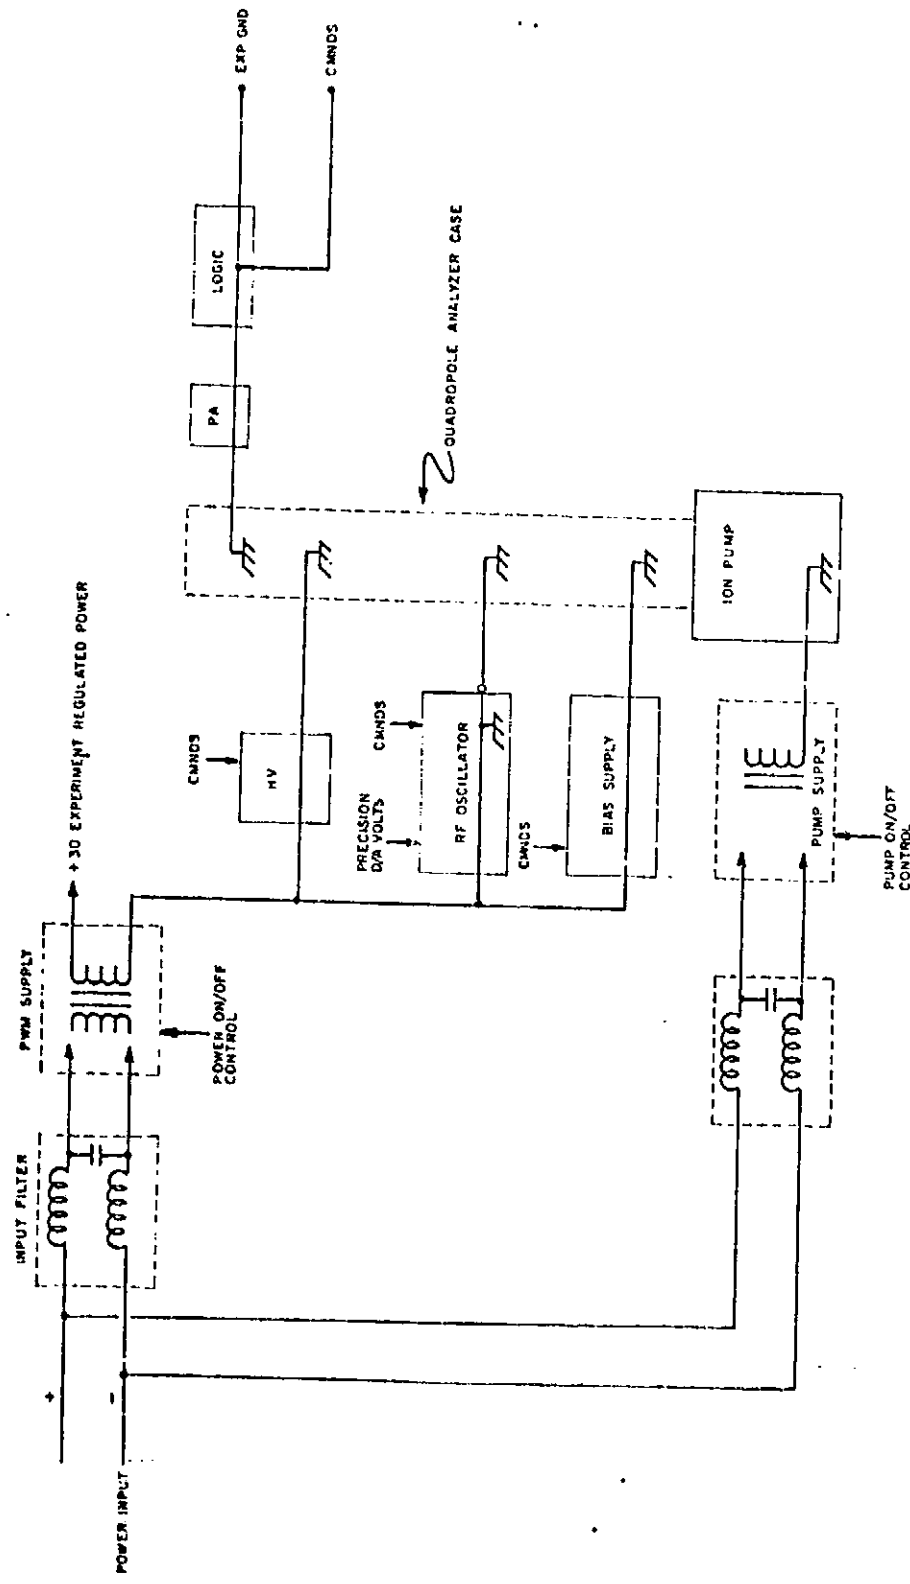 POWER INPUT
+
-
INPUT FILTER
PWM SUPPLY
+30 EXPERIMENT REGULATED POWER
POWER ON/OFF
CONTROL
CMNDS
HV
PRECISION
D/A VOLTS
CMNDS
RF OSCILLATOR
CMNDS
BIAS SUPPLY
PUMP SUPPLY
PUMP ON/OFF
CONTROL
ION PUMP
QUADROPOLE ANALYZER CASE
PA
LOGIC
EXP GND
CMNDS